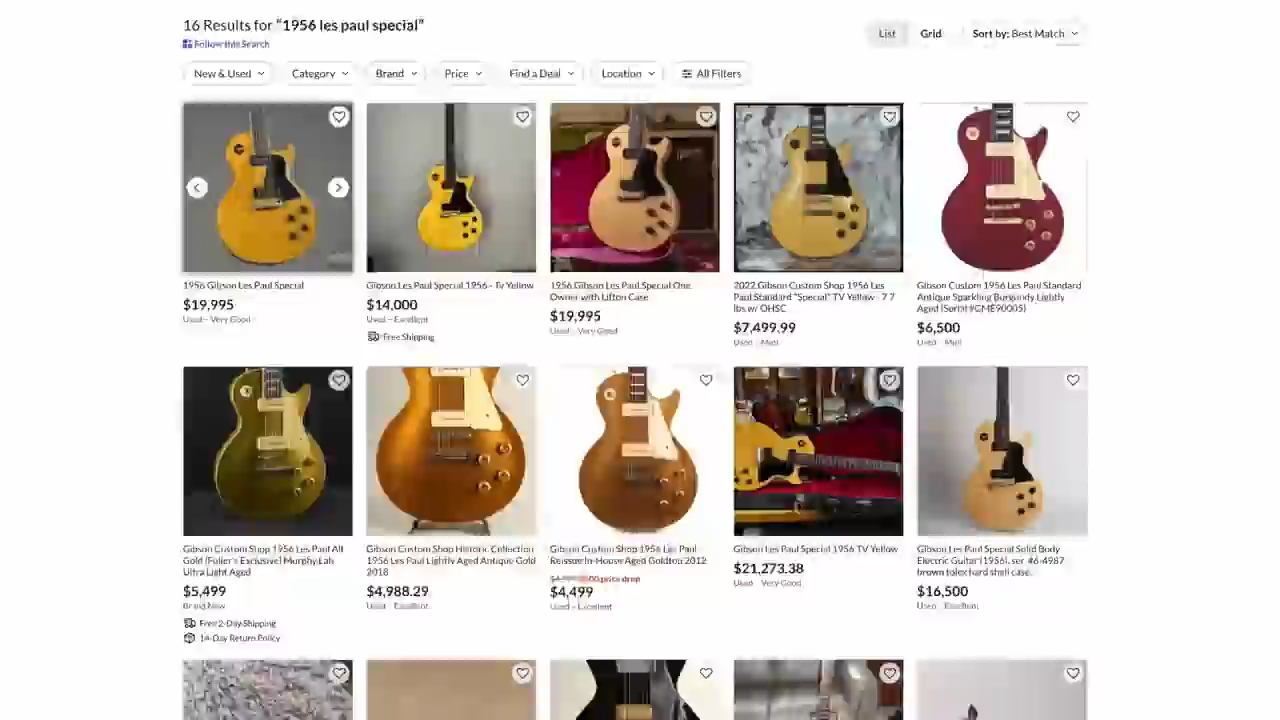 16 Results for “1956 les paul special”
Follow this Search
List
Grid
Sort by: Best Match
New & Used
Category
Brand
Price
Find a Deal
Location
All Filters
1956 Gibson Les Paul Special
$19,995
Used – Very Good
Gibson Les Paul Special 1956 - Tv Yellow
$14,000
Used – Excellent
Free Shipping
1956 Gibson Les Paul Special One
Owner with Lifton Case
$19,995
Used – Very Good
2022 Gibson Custom Shop 1956 Les
Paul Standard "Special" TV Yellow - 7 7
lbs w/ OHSC
$7,499.99
Used – Mint
Gibson Custom 1956 Les Paul Standard
Antique Sparkling Burgundy Lightly
Aged (Serial #CME90005)
$6,500
Used – Mint
Gibson Custom Shop 1956 Les Paul All
Gold (Fuller's Exclusive) Murphy Lab
Ultra Light Aged
$5,499
Brand New
Free 2-Day Shipping
14-Day Return Policy
Gibson Custom Shop Historic Collection
1956 Les Paul Lightly Aged Antique Gold
2018
$4,988.29
Used – Excellent
Gibson Custom Shop 1956 Les Paul
Reissue In-House Aged Goldtop 2012
price drop
$4,499
Used – Excellent
Gibson Les Paul Special 1956 TV Yellow
$21,273.38
Used – Very Good
Gibson Les Paul Special Solid Body
Electric Guitar (1956), ser. #6-4987
brown tolex hard shell case.
$16,500
Used – Excellent